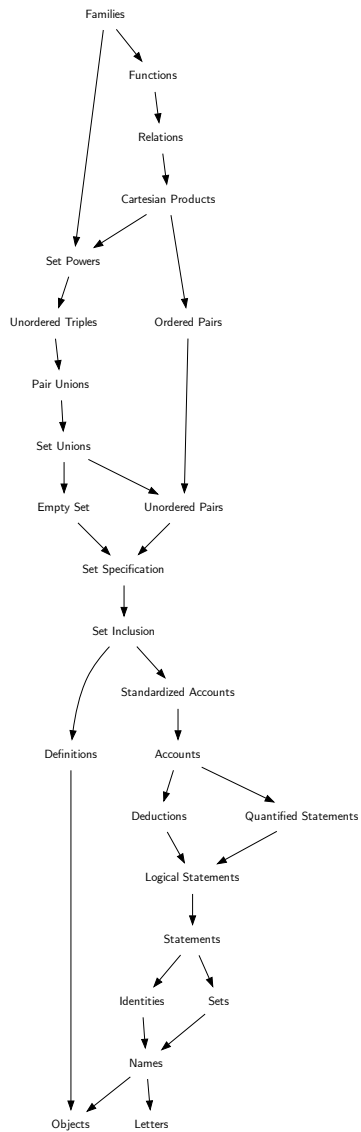 Families
Functions
Relations
Cartesian Products
Set Powers
Unordered Triples
Ordered Pairs
Pair Unions
Set Unions
Empty Set
Unordered Pairs
Set Specification
Set Inclusion
Standardized Accounts
Definitions
Accounts
Deductions
Quantified Statements
Logical Statements
Statements
Identities
Sets
Names
Objects
Letters